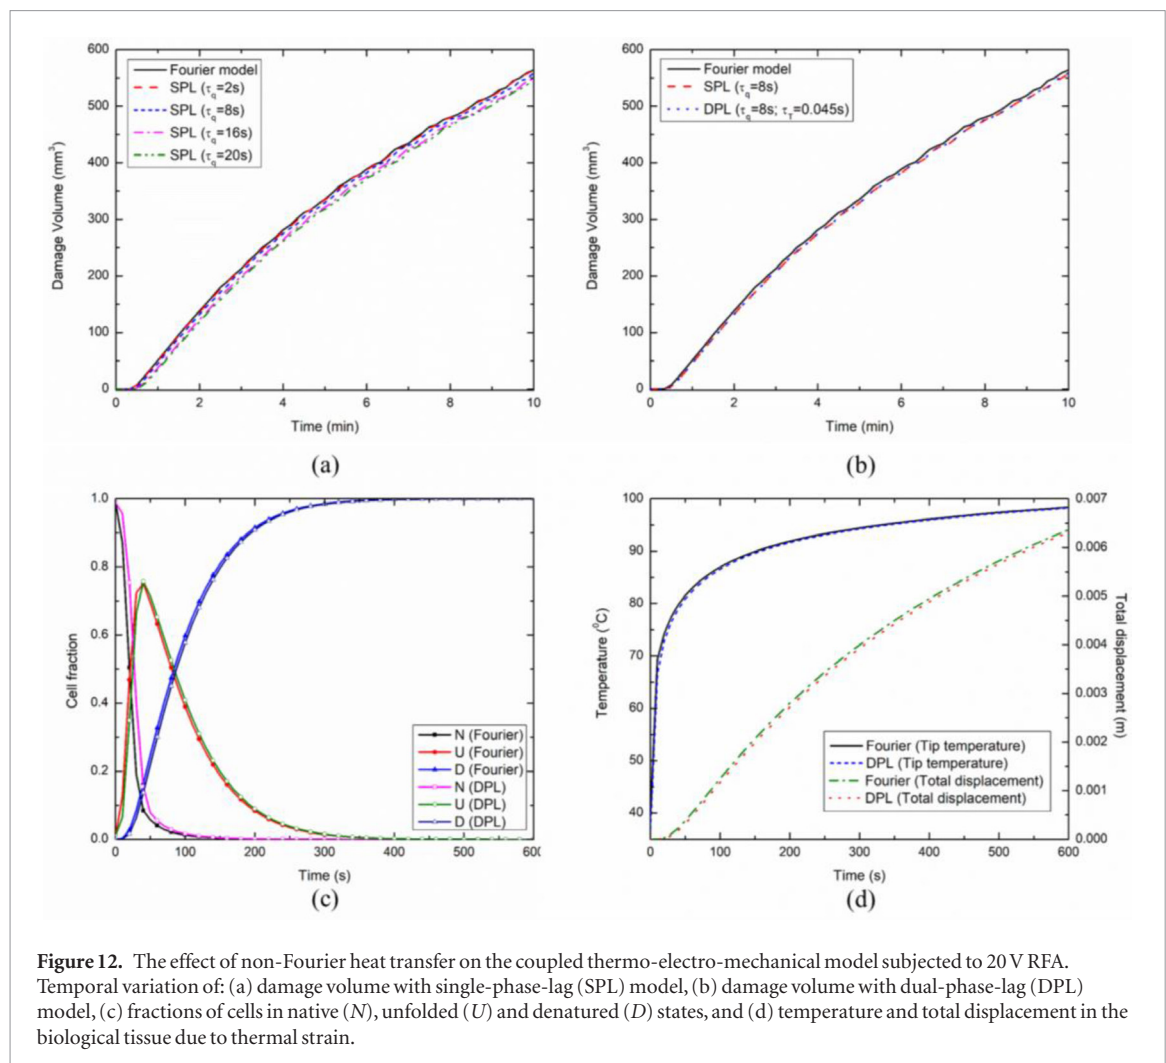 600
500
400
300
200
100
0
Damage Volume (mm³)
Fourier model
SPL (τq=2s)
SPL (τq=8s)
SPL (τq=16s)
SPL (τq=20s)
0 2 4 6 8 10
Time (min)
(a)
600
500
400
300
200
100
0
Damage Volume (mm³)
Fourier model
SPL (τq=8s)
DPL (τq=8s; τT=0.045s)
0 2 4 6 8 10
Time (min)
(b)
1.0
0.8
0.6
0.4
0.2
0.0
Cell fraction
N (Fourier)
U (Fourier)
D (Fourier)
N (DPL)
U (DPL)
D (DPL)
0 100 200 300 400 500 600
Time (s)
(c)
100
90
80
70
60
50
40
Temperature (⁰C)
0.007
0.006
0.005
0.004
0.003
0.002
0.001
0.000
Total displacement (m)
Fourier (Tip temperature)
DPL (Tip temperature)
Fourier (Total displacement)
DPL (Total displacement)
0 100 200 300 400 500 600
Time (s)
(d)
Figure 12. The effect of non-Fourier heat transfer on the coupled thermo-electro-mechanical model subjected to 20 V RFA.
Temporal variation of: (a) damage volume with single-phase-lag (SPL) model, (b) damage volume with dual-phase-lag (DPL)
model, (c) fractions of cells in native (N), unfolded (U) and denatured (D) states, and (d) temperature and total displacement in the
biological tissue due to thermal strain.